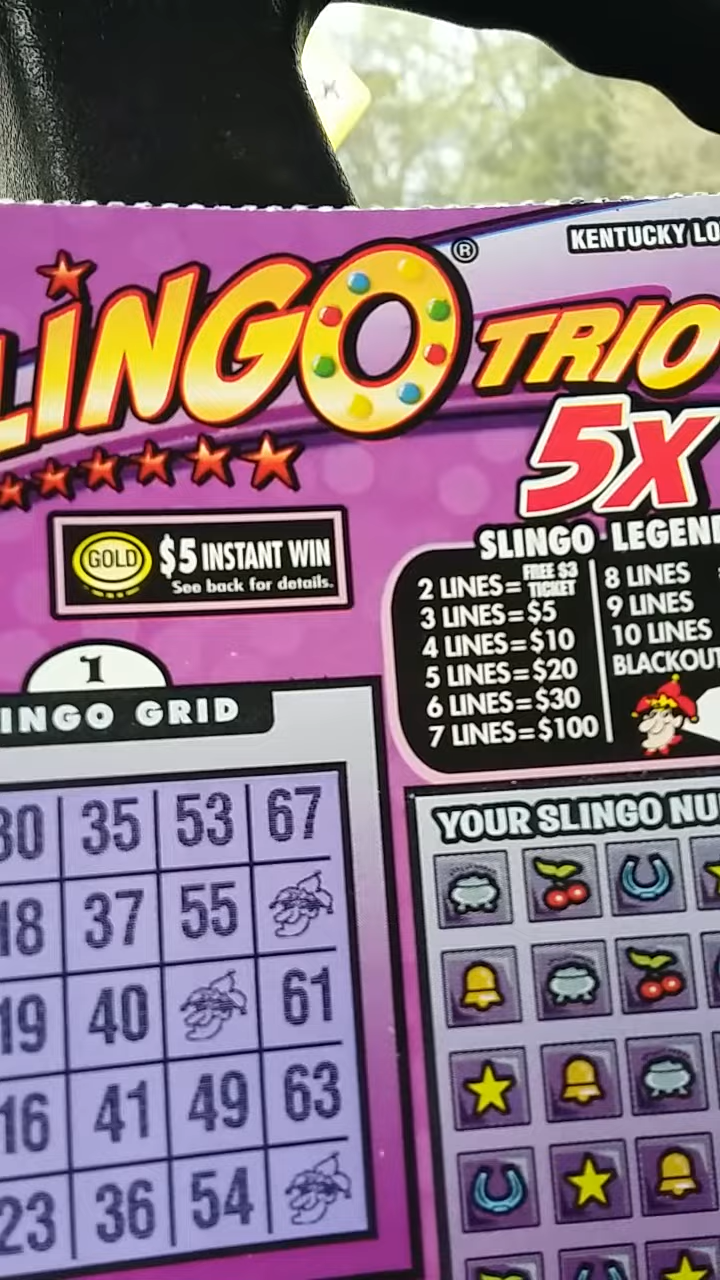 KENTUCKY LO
LINGO® TRIO
5X
GOLD $5 INSTANT WIN
See back for details.
SLINGO LEGEN
2 LINES= FREE $3 TICKET
3 LINES=$5
4 LINES=$10
5 LINES=$20
6 LINES=$30
7 LINES=$100
8 LINES
9 LINES
10 LINES
BLACKOUT
1
LINGO GRID
30 35 53 67
18 37 55
19 40 61
16 41 49 63
23 36 54
YOUR SLINGO NU